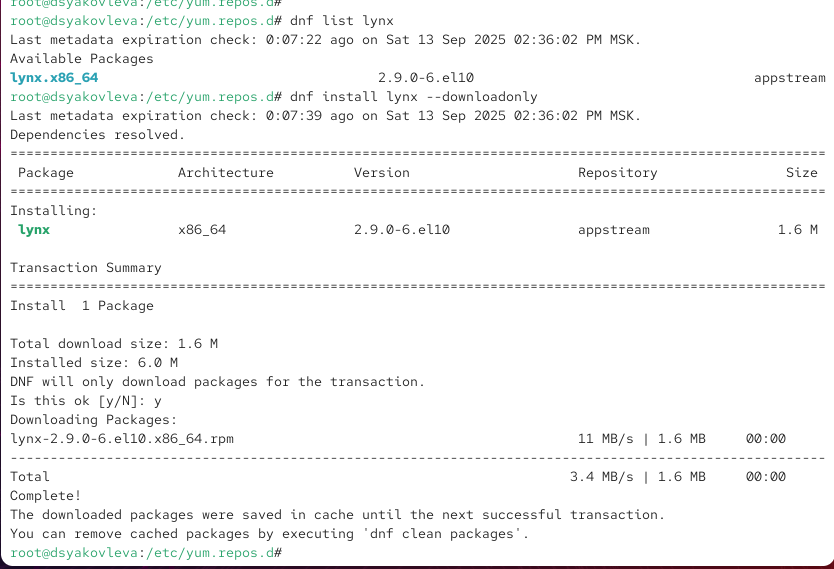 root@dsyakovleva:/etc/yum.repos.d#
root@dsyakovleva:/etc/yum.repos.d# dnf list lynx
Last metadata expiration check: 0:07:22 ago on Sat 13 Sep 2025 02:36:02 PM MSK.
Available Packages
lynx.x86_64 2.9.0-6.el10 appstream
root@dsyakovleva:/etc/yum.repos.d# dnf install lynx --downloadonly
Last metadata expiration check: 0:07:39 ago on Sat 13 Sep 2025 02:36:02 PM MSK.
Dependencies resolved.
======================================================================================================
Package Architecture Version Repository Size
======================================================================================================
Installing:
lynx x86_64 2.9.0-6.el10 appstream 1.6 M
Transaction Summary
======================================================================================================
Install  1 Package
Total download size: 1.6 M
Installed size: 6.0 M
DNF will only download packages for the transaction.
Is this ok [y/N]: y
Downloading Packages:
lynx-2.9.0-6.el10.x86_64.rpm 11 MB/s | 1.6 MB 00:00
------------------------------------------------------------------------------------------------------
Total 3.4 MB/s | 1.6 MB 00:00
Complete!
The downloaded packages were saved in cache until the next successful transaction.
You can remove cached packages by executing 'dnf clean packages'.
root@dsyakovleva:/etc/yum.repos.d#